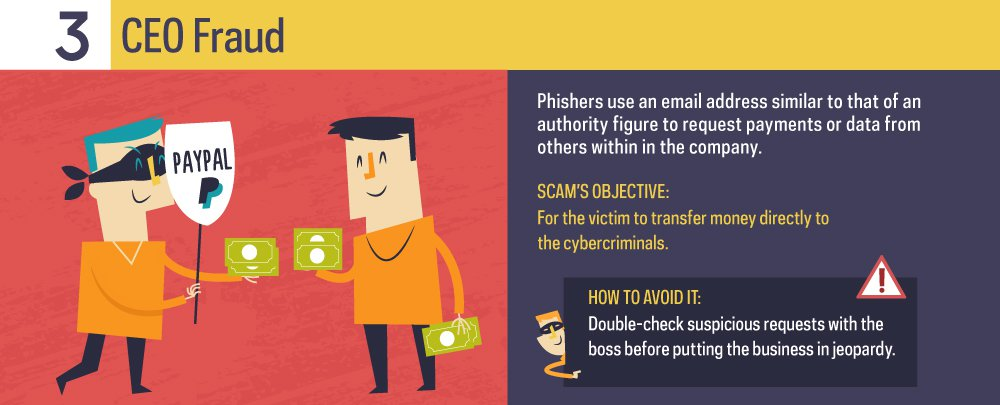 3 CEO Fraud
PAYPAL
Phishers use an email address similar to that of an
authority figure to request payments or data from
others within in the company.
SCAM'S OBJECTIVE:
For the victim to transfer money directly to
the cybercriminals.
HOW TO AVOID IT:
Double-check suspicious requests with the
boss before putting the business in jeopardy.